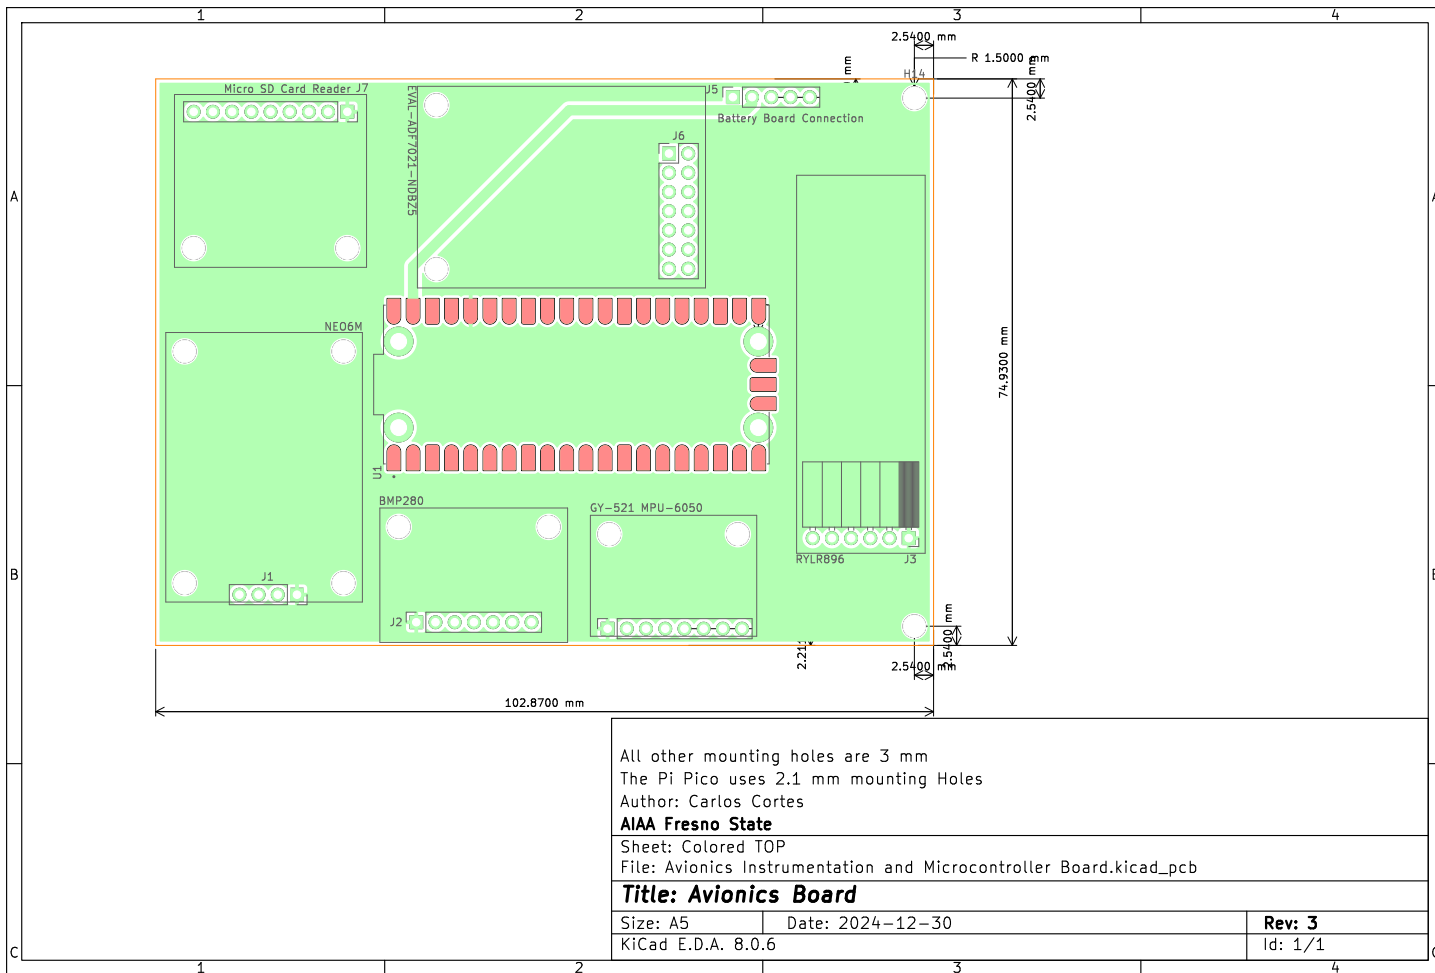 1 2 3 4
2.5400 mm
R 1.5000 mm
mm
H14
2.5400 mm
Micro SD Card Reader J7
EVAL-ADF7021-NDBZ5
J5
Battery Board Connection
J6
A
NEO6M
74.9300 mm
U1
BMP280
GY-521 MPU-6050
RYLR896 J3
B
J1
J2
2.21
2.5400 mm
2.5400 mm
102.8700 mm
All other mounting holes are 3 mm
The Pi Pico uses 2.1 mm mounting Holes
Author: Carlos Cortes
AIAA Fresno State
Sheet: Colored TOP
File: Avionics Instrumentation and Microcontroller Board.kicad_pcb
Title: Avionics Board
Size: A5 Date: 2024-12-30 Rev: 3
KiCad E.D.A. 8.0.6 Id: 1/1
C
1 2 3 4